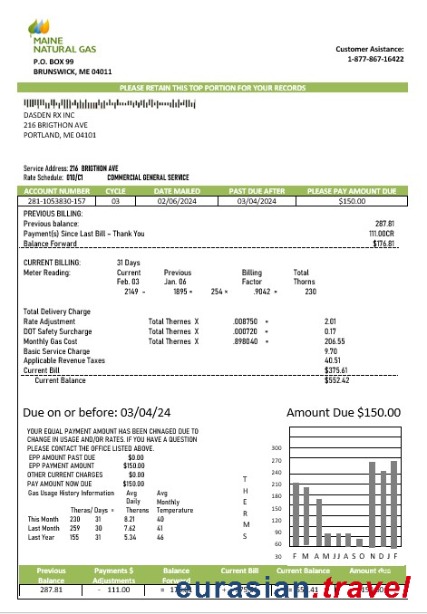 MAINE
NATURAL GAS
P.O. BOX 99
BRUNSWICK, ME 04011
Customer Asistance:
1-877-867-16422
PLEASE RETAIN THIS TOP PORTION FOR YOUR RECORDS
DASDEN RX INC
216 BRIGTHON AVE
PORTLAND, ME 04101
Service Address: 216 BRIGTHON AVE
Rate Schedule: 010/C1 COMMERCIAL GENERAL SERVICE
ACCOUNT NUMBER CYCLE DATE MAILED PAST DUE AFTER PLEASE PAY AMOUNT DUE
281-1053830-157 03 02/06/2024 03/04/2024 $150.00
PREVIOUS BILLING:
Previous balance: 287.81
Payment(s) Since Last Bill – Thank You 111.00CR
Balance Forward $176.81
CURRENT BILLING: 31 Days
Meter Reading: Current Previous Billing Total
Feb. 03 Jan. 06 Factor Thorns
2149 - 1895 = 254 × .9042 = 230
Total Delivery Charge
Rate Adjustment Total Thernes X .008750 = 2.01
DOT Safety Surcharge Total Thernes X .000720 = 0.17
Monthly Gas Cost Total Thernes X .898040 = 206.55
Basic Service Charge 9.70
Applicable Revenue Taxes 40.51
Current Bill $375.61
Current Balance $552.42
Due on or before: 03/04/24 Amount Due $150.00
YOUR EQUAL PAYMENT AMOUNT HAS BEEN CHNAGED DUE TO
CHANGE IN USAGE AND/OR RATES. IF YOU HAVE A QUESTION
PLEASE CONTACT THE OFFICE LISTED ABOVE.
EPP AMOUNT PAST DUE $0.00
EPP PAYMENT AMOUNT $150.00
OTHER CURRENT CHARGES $0.00
PAY AMOUNT NOW DUE $150.00
Gas Usage History Information Avg Avg
Daily Monthly
Theras/ Days = Therens Temperature
This Month 230 31 8.21 40
Last Month 259 30 7.62 41
Last Year 155 31 5.34 46
T
H
E
R
M
S
300
270
240
210
180
150
120
90
60
30
F M A M J J A S O N D J F
Previous Balance Payments $ Adjustments Balance Forward Current Bill Current Balance Amount
287.81 - 111.00 =
eurasian.travel